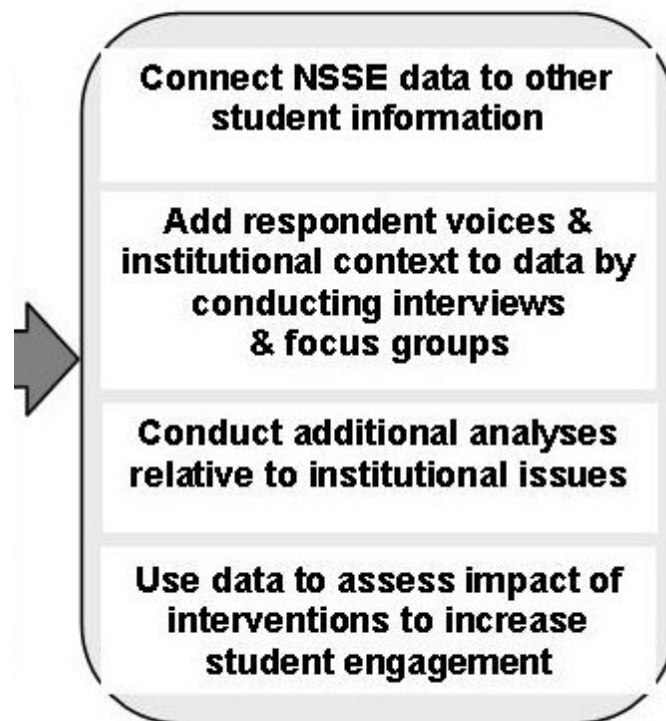 Connect NSSE data to other
student information
Add respondent voices &
institutional context to data by
conducting interviews
& focus groups
Conduct additional analyses
relative to institutional issues
Use data to assess impact of
interventions to increase
student engagement